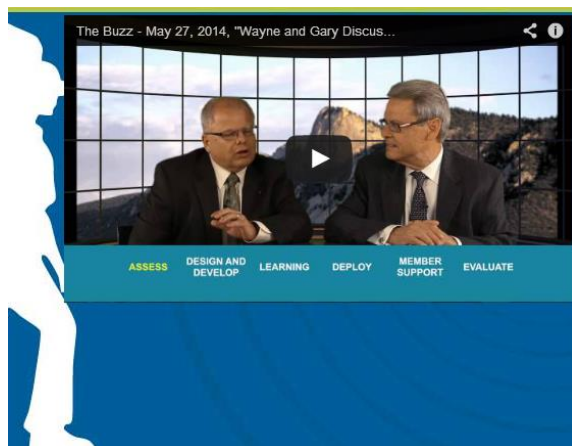 The Buzz - May 27, 2014, "Wayne and Gary Discus...
ASSESS
DESIGN AND
DEVELOP
LEARNING
DEPLOY
MEMBER
SUPPORT
EVALUATE